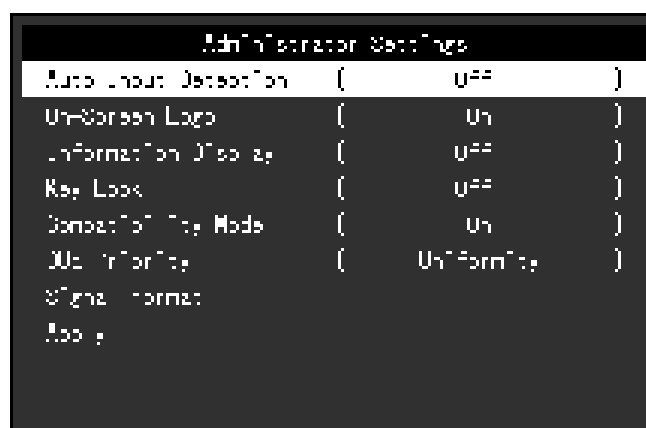 Administrator Settings
Auto Input Detection ( Off )
On-Screen Logo ( On )
Information Display ( Off )
Key Lock ( Off )
Compatibility Mode ( On )
DUE Priority ( Uniformity )
Signal Format
Apply